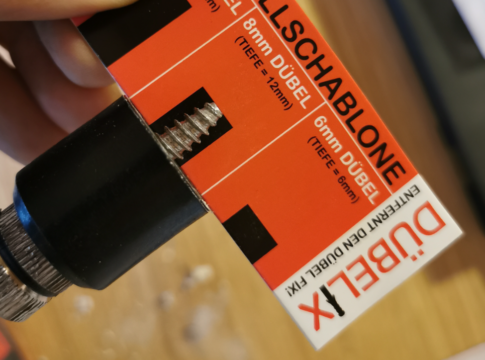 LLSCHABLONE
8mm DÜBEL
(TIEFE = 12mm)
6mm DÜBEL
(TIEFE = 6mm)
ENTFERNT DEN DÜBEL FIX!
DÜBELIX